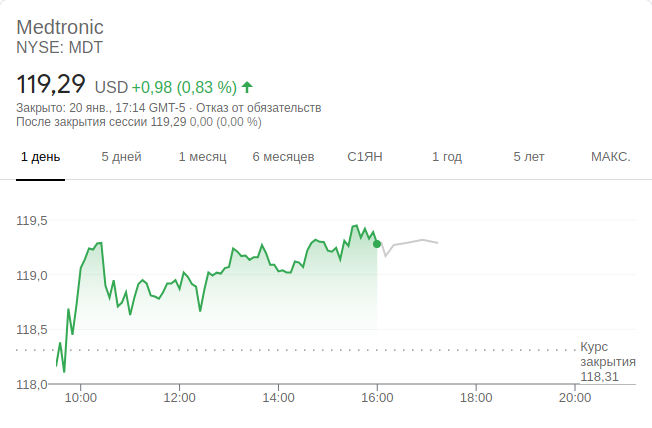 Medtronic
NYSE: MDT
119,29 USD +0,98 (0,83 %)
Закрыто: 20 янв., 17:14 GMT-5 · Отказ от обязательств
После закрытия сессии 119,29 0,00 (0,00 %)
1 день 5 дней 1 месяц 6 месяцев С1ЯН 1 год 5 лет МАКС.
119,5
119,0
118,5
Курс
закрытия
118,31
118,0
10:00 12:00 14:00 16:00 18:00 20:00